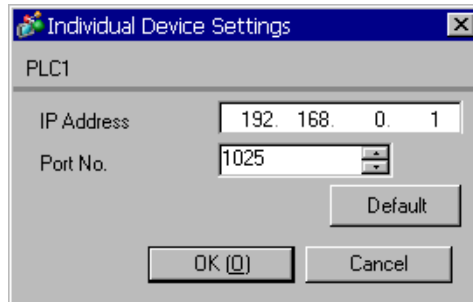 Individual Device Settings
PLC1
IP Address 192. 168. 0. 1
Port No. 1025
Default
OK (O) Cancel